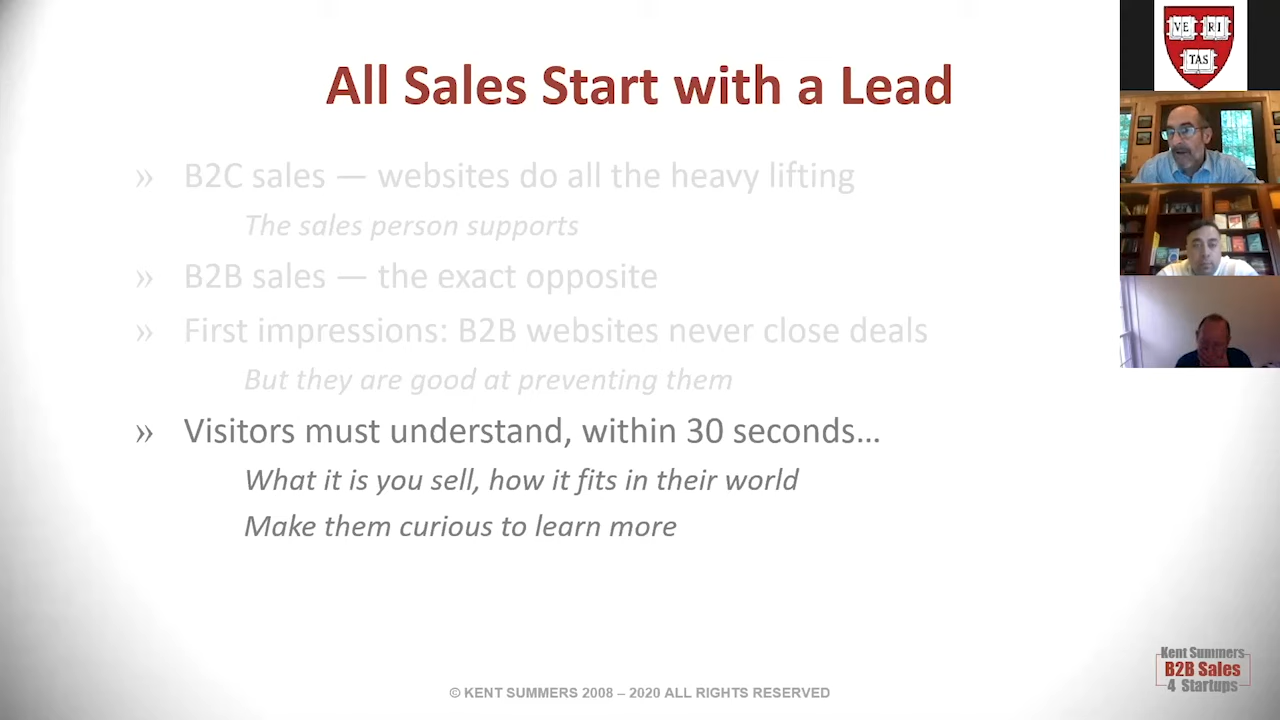 All Sales Start with a Lead
» B2C sales — websites do all the heavy lifting
The sales person supports
» B2B sales — the exact opposite
» First impressions: B2B websites never close deals
But they are good at preventing them
» Visitors must understand, within 30 seconds…
What it is you sell, how it fits in their world
Make them curious to learn more
© KENT SUMMERS 2008 – 2020 ALL RIGHTS RESERVED
VE RI
TAS
Kent Summers
B2B Sales
4 Startups